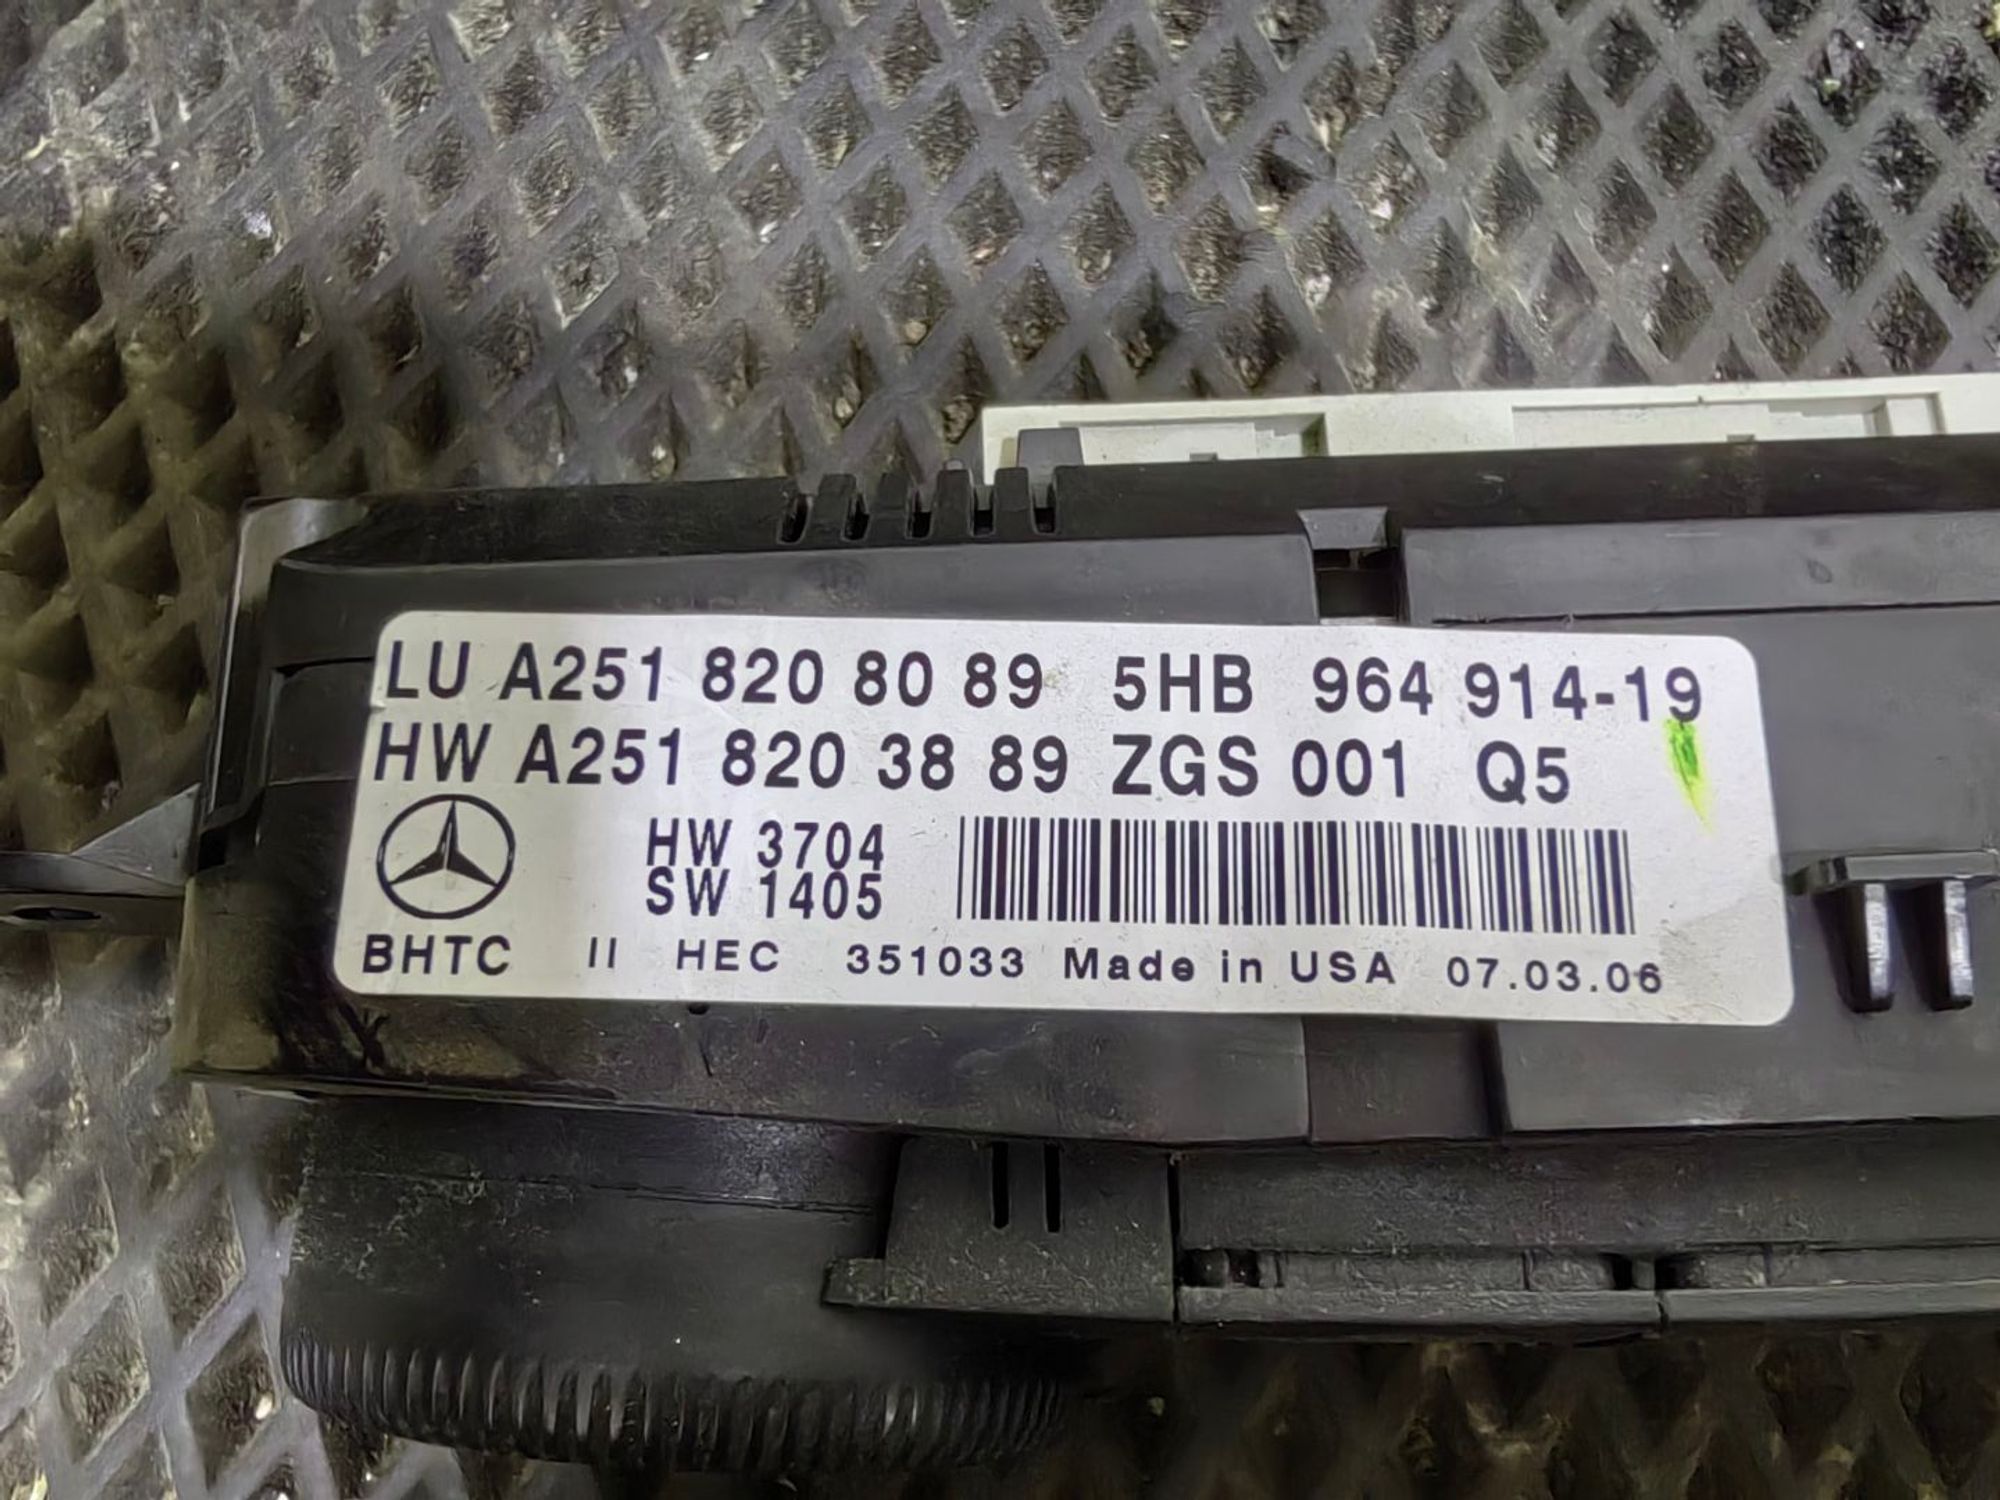 LU A251 820 80 89 5HB 964 914-19
HW A251 820 38 89 ZGS 001 Q5
HW 3704
SW 1405
BHTC II HEC 351033 Made in USA 07.03.06